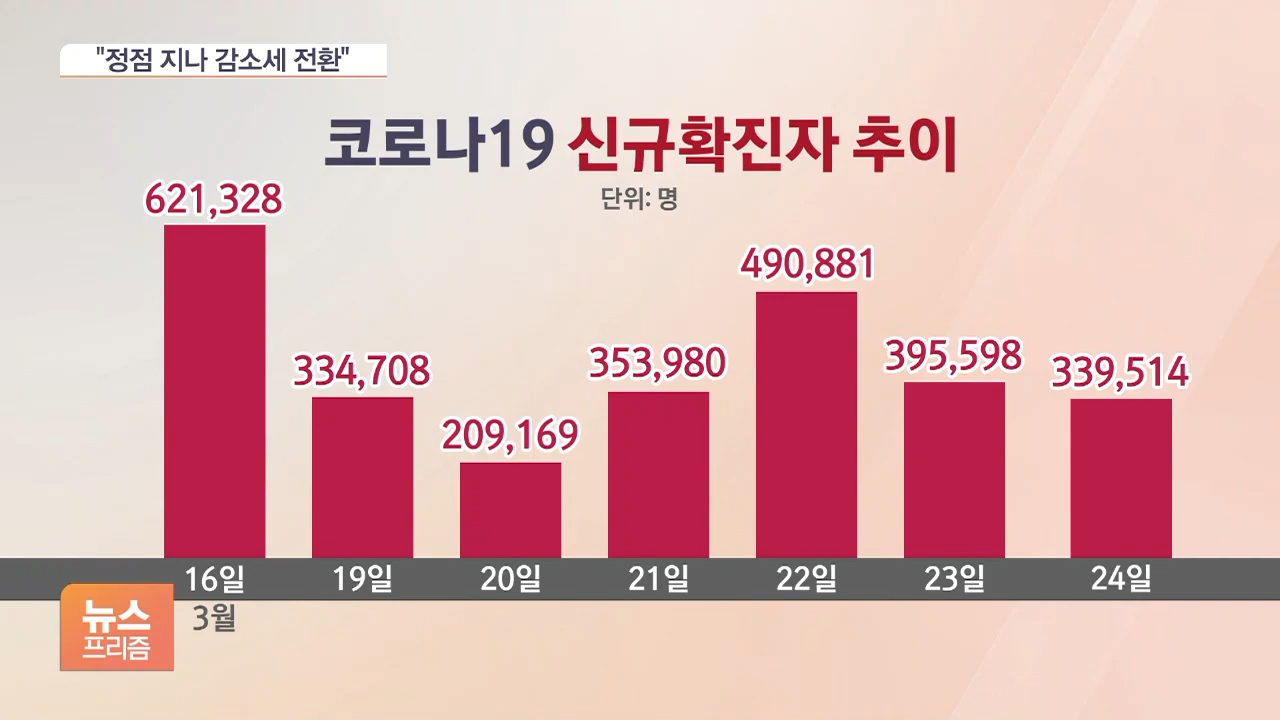 "정점 지나 감소세 전환"
코로나19 신규확진자 추이
단위: 명
621,328
334,708
209,169
353,980
490,881
395,598
339,514
16일
19일
20일
21일
22일
23일
24일
3월
뉴스
프리즘